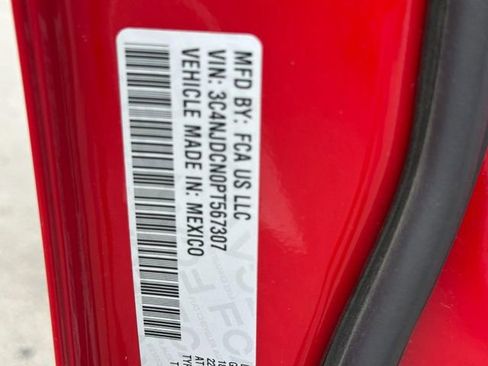 MFD BY: FCA US LLC
VIN: 3C4NJDCN0PT567307
VEHICLE MADE IN: MEXICO